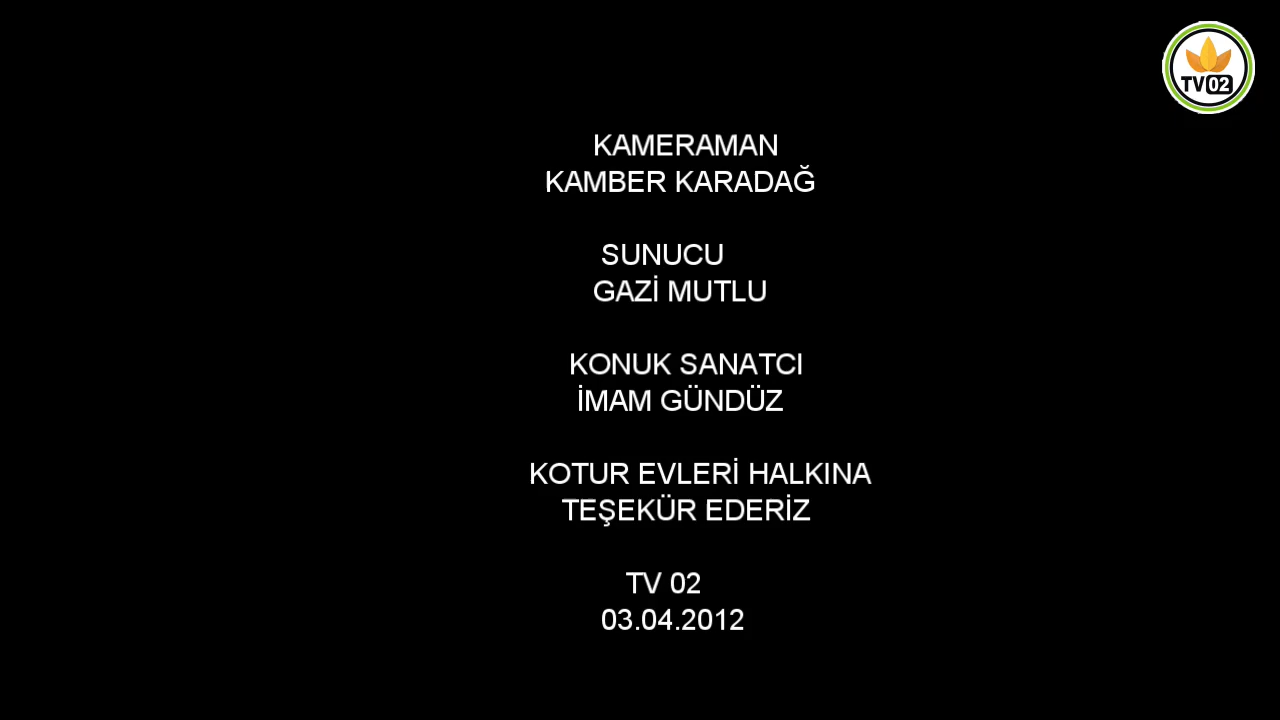 TV02
KAMERAMAN
KAMBER KARADAĞ
SUNUCU
GAZİ MUTLU
KONUK SANATCI
İMAM GÜNDÜZ
KOTUR EVLERİ HALKINA
TEŞEKÜR EDERİZ
TV 02
03.04.2012